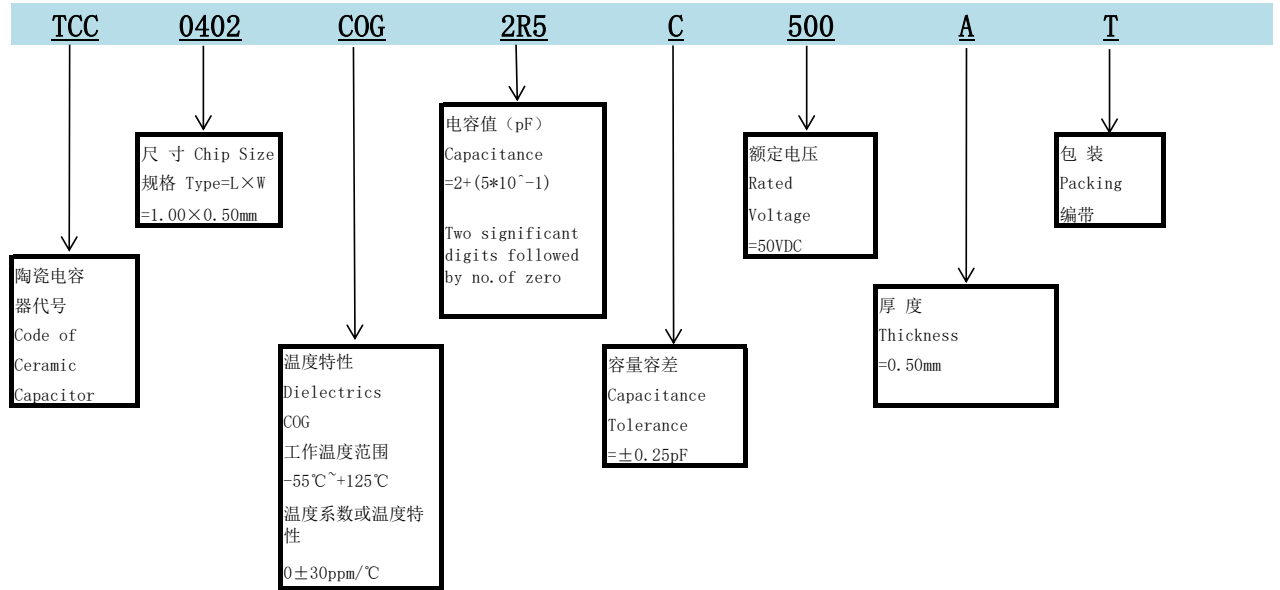 TCC 0402 COG 2R5 C 500 A T
陶瓷电容
器代号
Code of
Ceramic
Capacitor
尺 寸 Chip Size
规格 Type=L×W
=1.00×0.50mm
温度特性
Dielectrics
COG
工作温度范围
-55℃~+125℃
温度系数或温度特
性
0±30ppm/℃
电容值（pF）
Capacitance
=2+(5*10^-1)
Two significant
digits followed
by no.of zero
容量容差
Capacitance
Tolerance
=±0.25pF
额定电压
Rated
Voltage
=50VDC
厚 度
Thickness
=0.50mm
包 装
Packing
编带